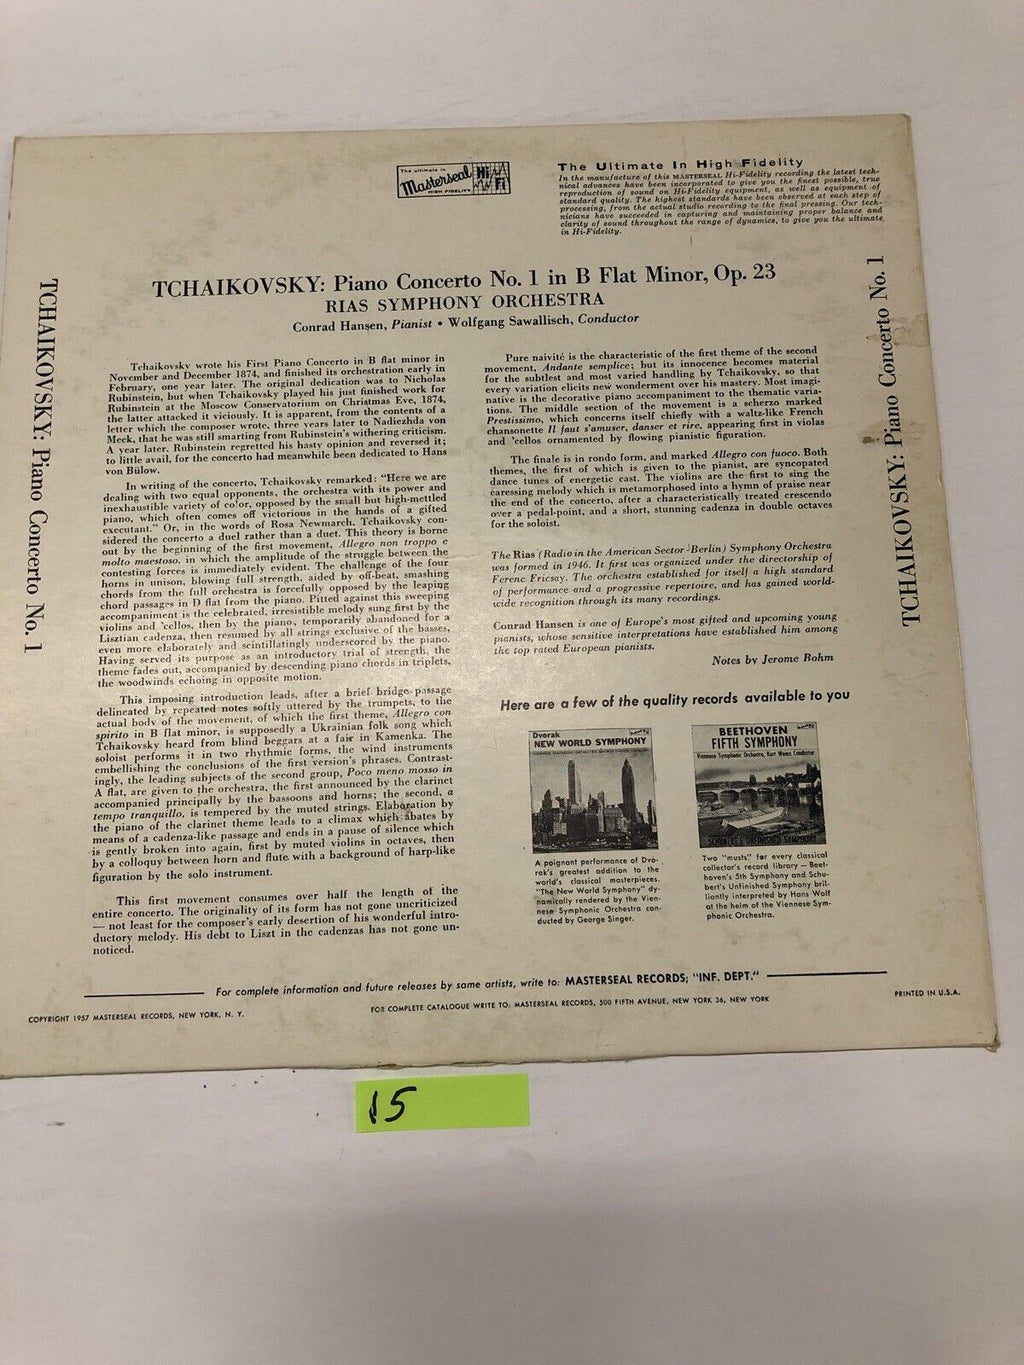 The ultimate in
Masterseal
HIGH FIDELITY
Hi
Fi
The Ultimate In High Fidelity
In the manufacture of this MASTERSEAL Hi-Fidelity recording the latest tech-
nical advances have been incorporated to give you the finest possible, true
reproduction of sound on Hi-Fidelity equipment, as well as equipment of
standard quality. The highest standards have been observed at each step of
processing, from the actual studio recording to the final pressing. Our tech-
nicians have succeeded in capturing and maintaining proper balance and
clarity of sound throughout the range of dynamics, to give you the ultimate
in Hi-Fidelity.
TCHAIKOVSKY: Piano Concerto No. 1
TCHAIKOVSKY: Piano Concerto No. 1 in B Flat Minor, Op. 23
RIAS SYMPHONY ORCHESTRA
Conrad Hansen, Pianist • Wolfgang Sawallisch, Conductor
Tchaikovsky wrote his First Piano Concerto in B flat minor in
November and December 1874, and finished its orchestration early in
February, one year later. The original dedication was to Nicholas
Rubinstein, but when Tchaikovsky played his just finished work for
Rubinstein at the Moscow Conservatorium on Christmas Eve, 1874,
the latter attacked it viciously. It is apparent, from the contents of a
letter which the composer wrote, three years later to Nadiezhda von
Meck, that he was still smarting from Rubinstein's withering criticism.
A year later. Rubinstein regretted his hasty opinion and reversed it;
to little avail, for the concerto had meanwhile been dedicated to Hans
von Bülow.
In writing of the concerto, Tchaikovsky remarked: "Here we are
dealing with two equal opponents, the orchestra with its power and
inexhaustible variety of color, opposed by the small but high-mettled
piano, which often comes off victorious in the hands of a gifted
executant." Or, in the words of Rosa Newmarch. Tchaikovsky con-
sidered the concerto a duel rather than a duet. This theory is borne
out by the beginning of the first movement, Allegro non troppo e
molto maestoso, in which the amplitude of the struggle between the
contesting forces is immediately evident. The challenge of the four
horns in unison, blowing full strength, aided by off-beat, smashing
chords from the full orchestra is forcefully opposed by the leaping
chord passages in D flat from the piano. Pitted against this sweeping
accompaniment is the celebrated, irresistible melody sung first by the
violins and 'cellos, then by the piano, temporarily abandoned for a
Lisztian cadenza, then resumed by all strings exclusive of the basses,
even more elaborately and scintillatingly underscored by the piano.
Having served its purpose as an introductory trial of strength, the
theme fades out, accompanied by descending piano chords in triplets,
the woodwinds echoing in opposite motion.
This imposing introduction leads, after a brief bridge-passage
delineated by repeated notes softly uttered by the trumpets, to the
actual body of the movement, of which the first theme, Allegro con
spirito in B flat minor, is supposedly a Ukrainian folk song which
Tchaikovsky heard from blind beggars at a fair in Kamenka. The
soloist performs it in two rhythmic forms, the wind instruments
embellishing the conclusions of the first version's phrases. Contrast-
ingly, the leading subjects of the second group, Poco meno mosso in
A flat, are given to the orchestra, the first announced by the clarinet
accompanied principally by the bassoons and horns; the second, a
tempo tranquillo, is tempered by the muted strings. Elaboration by
the piano of the clarinet theme leads to a climax which abates by
means of a cadenza-like passage and ends in a pause of silence which
is gently broken into again, first by muted violins in octaves, then
by a colloquy between horn and flute with a background of harp-like
figuration by the solo instrument.
This first movement consumes over half the length of the
entire concerto. The originality of its form has not gone uncriticized
— not least for the composer's early desertion of his wonderful intro-
ductory melody. His debt to Liszt in the cadenzas has not gone un-
noticed.
Pure naivité is the characteristic of the first theme of the second
movement, Andante semplice; but its innocence becomes material
for the subtlest and most varied handling by Tchaikovsky, so that
every variation elicits new wonderment over his mastery. Most imagi-
native is the decorative piano accompaniment to the thematic varia-
tions. The middle section of the movement is a scherzo marked
Prestissimo, which concerns itself chiefly with a waltz-like French
chansonette Il faut s'amuser, danser et rire, appearing first in violas
and 'cellos ornamented by flowing pianistic figuration.
The finale is in rondo form, and marked Allegro con fuoco. Both
themes, the first of which is given to the pianist, are syncopated
dance tunes of energetic cast. The violins are the first to sing the
caressing melody which is metamorphosed into a hymn of praise near
the end of the concerto, after a characteristically treated crescendo
over a pedal-point, and a short, stunning cadenza in double octaves
for the soloist.
The Rias (Radio in the American Sector - Berlin) Symphony Orchestra
was formed in 1946. It first was organized under the directorship of
Ferenc Fricsay. The orchestra established for itself a high standard
of performance and a progressive repertoire, and has gained world-
wide recognition through its many recordings.
Conrad Hansen is one of Europe's most gifted and upcoming young
pianists, whose sensitive interpretations have established him among
the top rated European pianists.
Notes by Jerome Rohm
Here are a few of the quality records available to you
Dvorak
NEW WORLD SYMPHONY
A poignant performance of Dvo-
rak's greatest addition to the
world's classical masterpieces.
"The New World Symphony" dy-
namically rendered by the Vien-
nese Symphonic Orchestra con-
ducted by George Singer.
BEETHOVEN
FIFTH SYMPHONY
Viennese Symphonic Orchestra, Kurt Woess Conductor
SCHUBERT'S UNFINISHED SYMPHONY
Two "musts" for every classical
collector's record library — Beet-
hoven's 5th Symphony and Schu-
bert's Unfinished Symphony bril-
liantly interpreted by Hans Wolf
at the helm of the Viennese Sym-
phonic Orchestra.
TCHAIKOVSKY: Piano Concerto No. 1
For complete information and future releases by same artists, write to: MASTERSEAL RECORDS; "INF. DEPT."
COPYRIGHT 1957 MASTERSEAL RECORDS, NEW YORK, N. Y.
FOR COMPLETE CATALOGUE WRITE TO: MASTERSEAL RECORDS, 500 FIFTH AVENUE, NEW YORK 36, NEW YORK
PRINTED IN U.S.A.
15